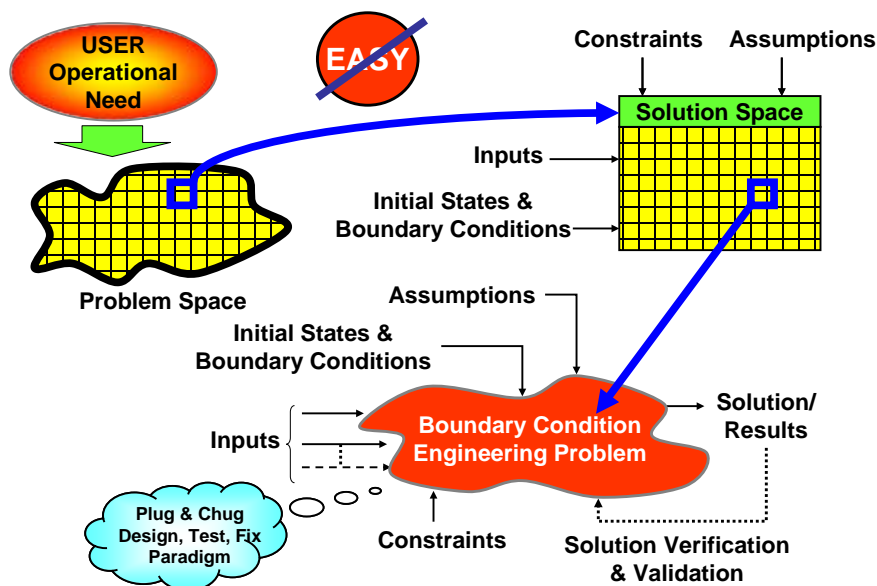 USER
Operational
Need
EASY
Constraints
Assumptions
Solution Space
Inputs
Initial States &
Boundary Conditions
Problem Space
Assumptions
Initial States &
Boundary Conditions
Inputs
Boundary Condition
Engineering Problem
Solution/
Results
Plug & Chug
Design, Test, Fix
Paradigm
Constraints
Solution Verification
& Validation